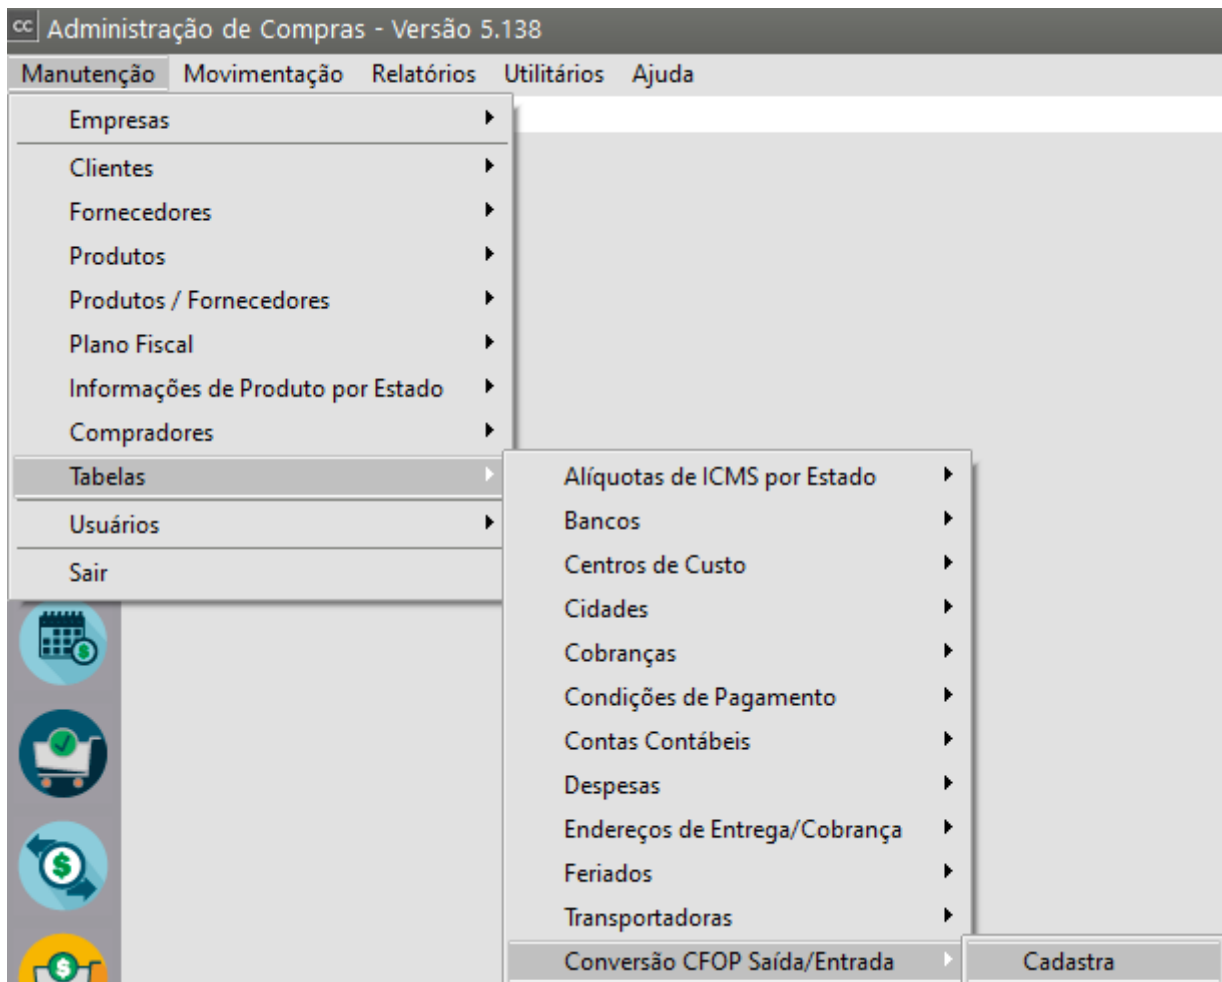 cc Administração de Compras - Versão 5.138
Manutenção Movimentação Relatórios Utilitários Ajuda
Empresas
Clientes
Fornecedores
Produtos
Produtos / Fornecedores
Plano Fiscal
Informações de Produto por Estado
Compradores
Tabelas
Usuários
Sair
Alíquotas de ICMS por Estado
Bancos
Centros de Custo
Cidades
Cobranças
Condições de Pagamento
Contas Contábeis
Despesas
Endereços de Entrega/Cobrança
Feriados
Transportadoras
Conversão CFOP Saída/Entrada
Cadastra
$
$
$